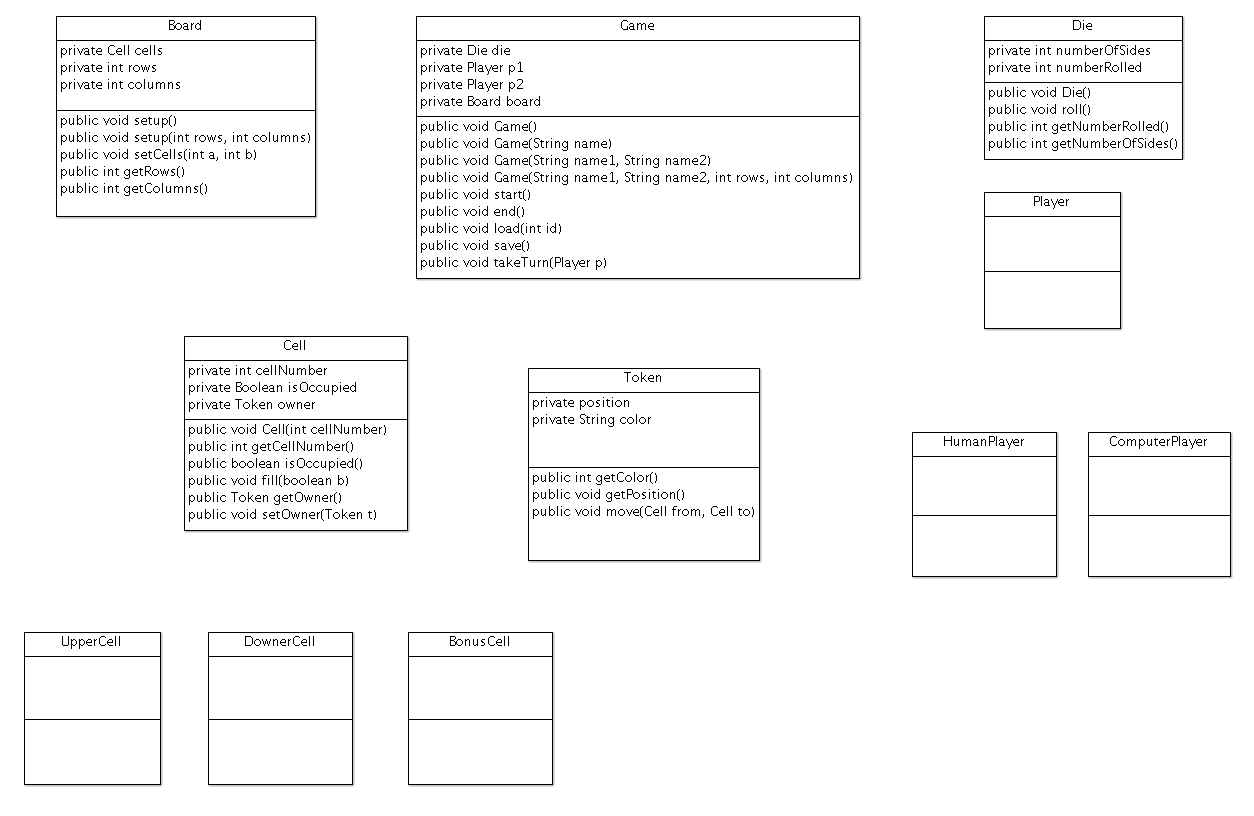 Board
private Cell cells
private int rows
private int columns
public void setup()
public void setup(int rows, int columns)
public void setCells(int a, int b)
public int getRows()
public int getColumns()
Game
private Die die
private Player p1
private Player p2
private Board board
public void Game()
public void Game(String name)
public void Game(String name1, String name2)
public void Game(String name1, String name2, int rows, int columns)
public void start()
public void end()
public void load(int id)
public void save()
public void takeTurn(Player p)
Die
private int numberOfSides
private int numberRolled
public void Die()
public void roll()
public int getNumberRolled()
public int getNumberOfSides()
Player
Cell
private int cellNumber
private Boolean isOccupied
private Token owner
public void Cell(int cellNumber)
public int getCellNumber()
public boolean isOccupied()
public void fill(boolean b)
public Token getOwner()
public void setOwner(Token t)
Token
private position
private String color
public int getColor()
public void getPosition()
public void move(Cell from, Cell to)
HumanPlayer
ComputerPlayer
UpperCell
DownerCell
BonusCell